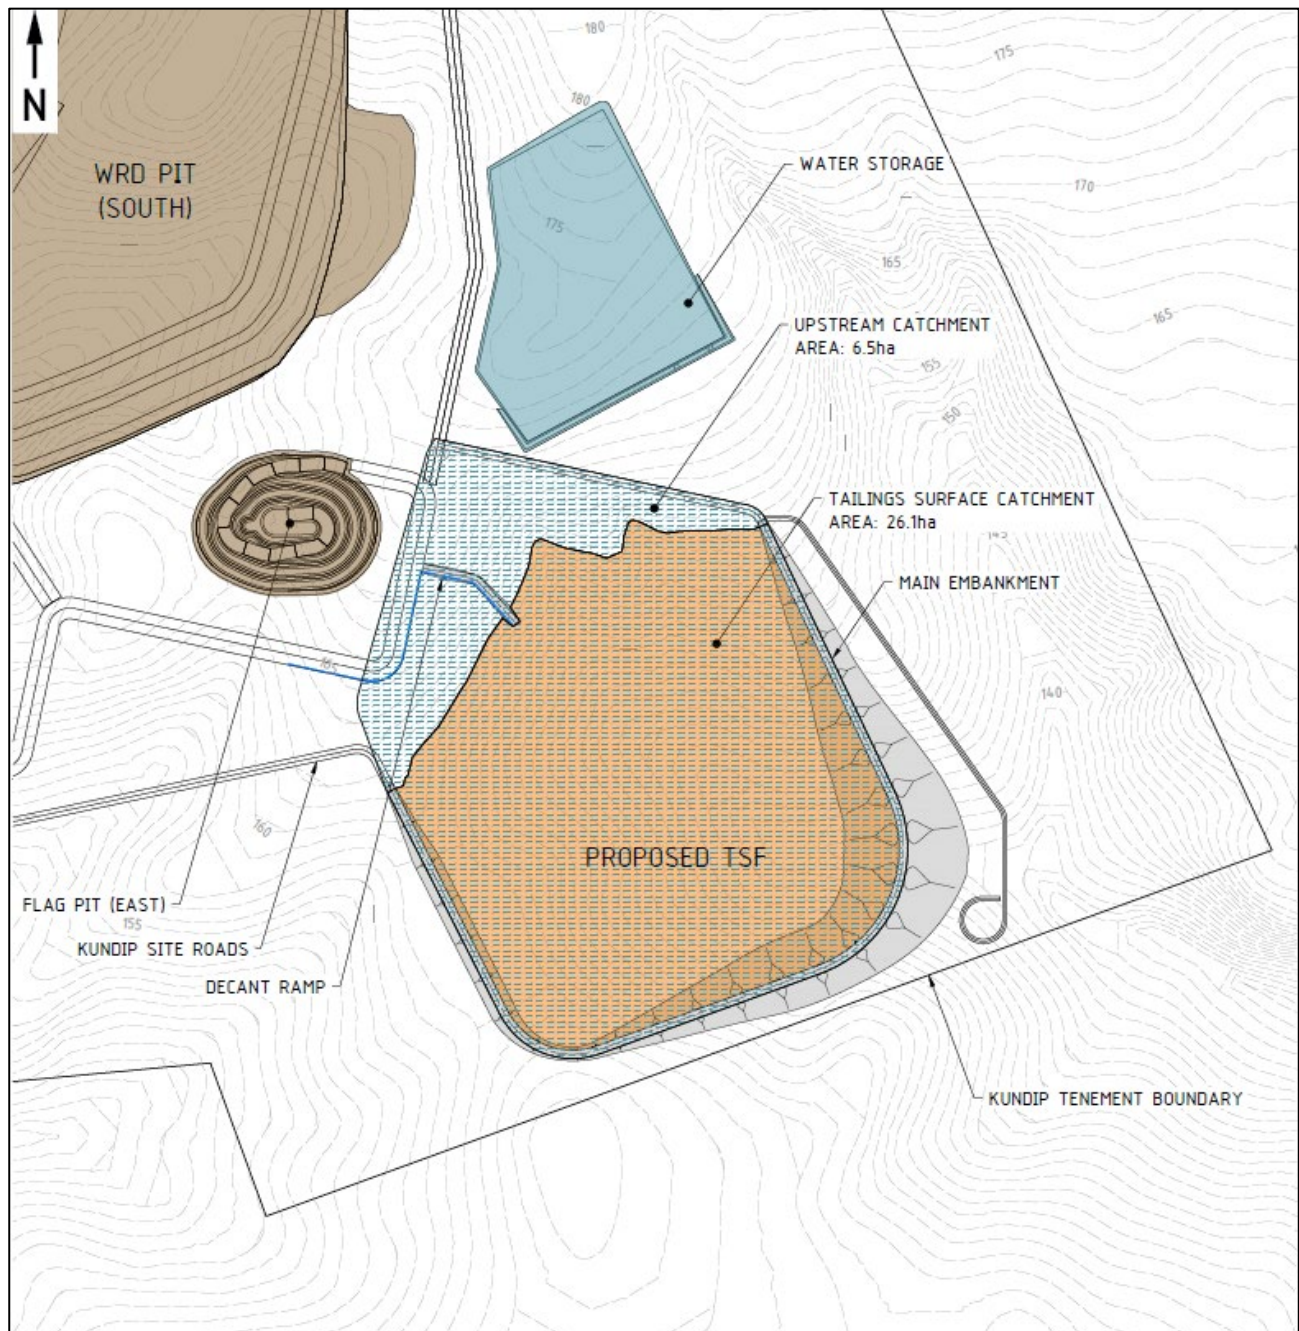 180
175
N
180
WRD PIT
(SOUTH)
WATER STORAGE
170
175
165
165
UPSTREAM CATCHMENT
AREA: 6.5ha
155
150
TAILINGS SURFACE CATCHMENT
AREA: 26.1ha
145
MAIN EMBANKMENT
165
140
160
PROPOSED TSF
FLAG PIT (EAST)
155
KUNDIP SITE ROADS
DECANT RAMP
KUNDIP TENEMENT BOUNDARY